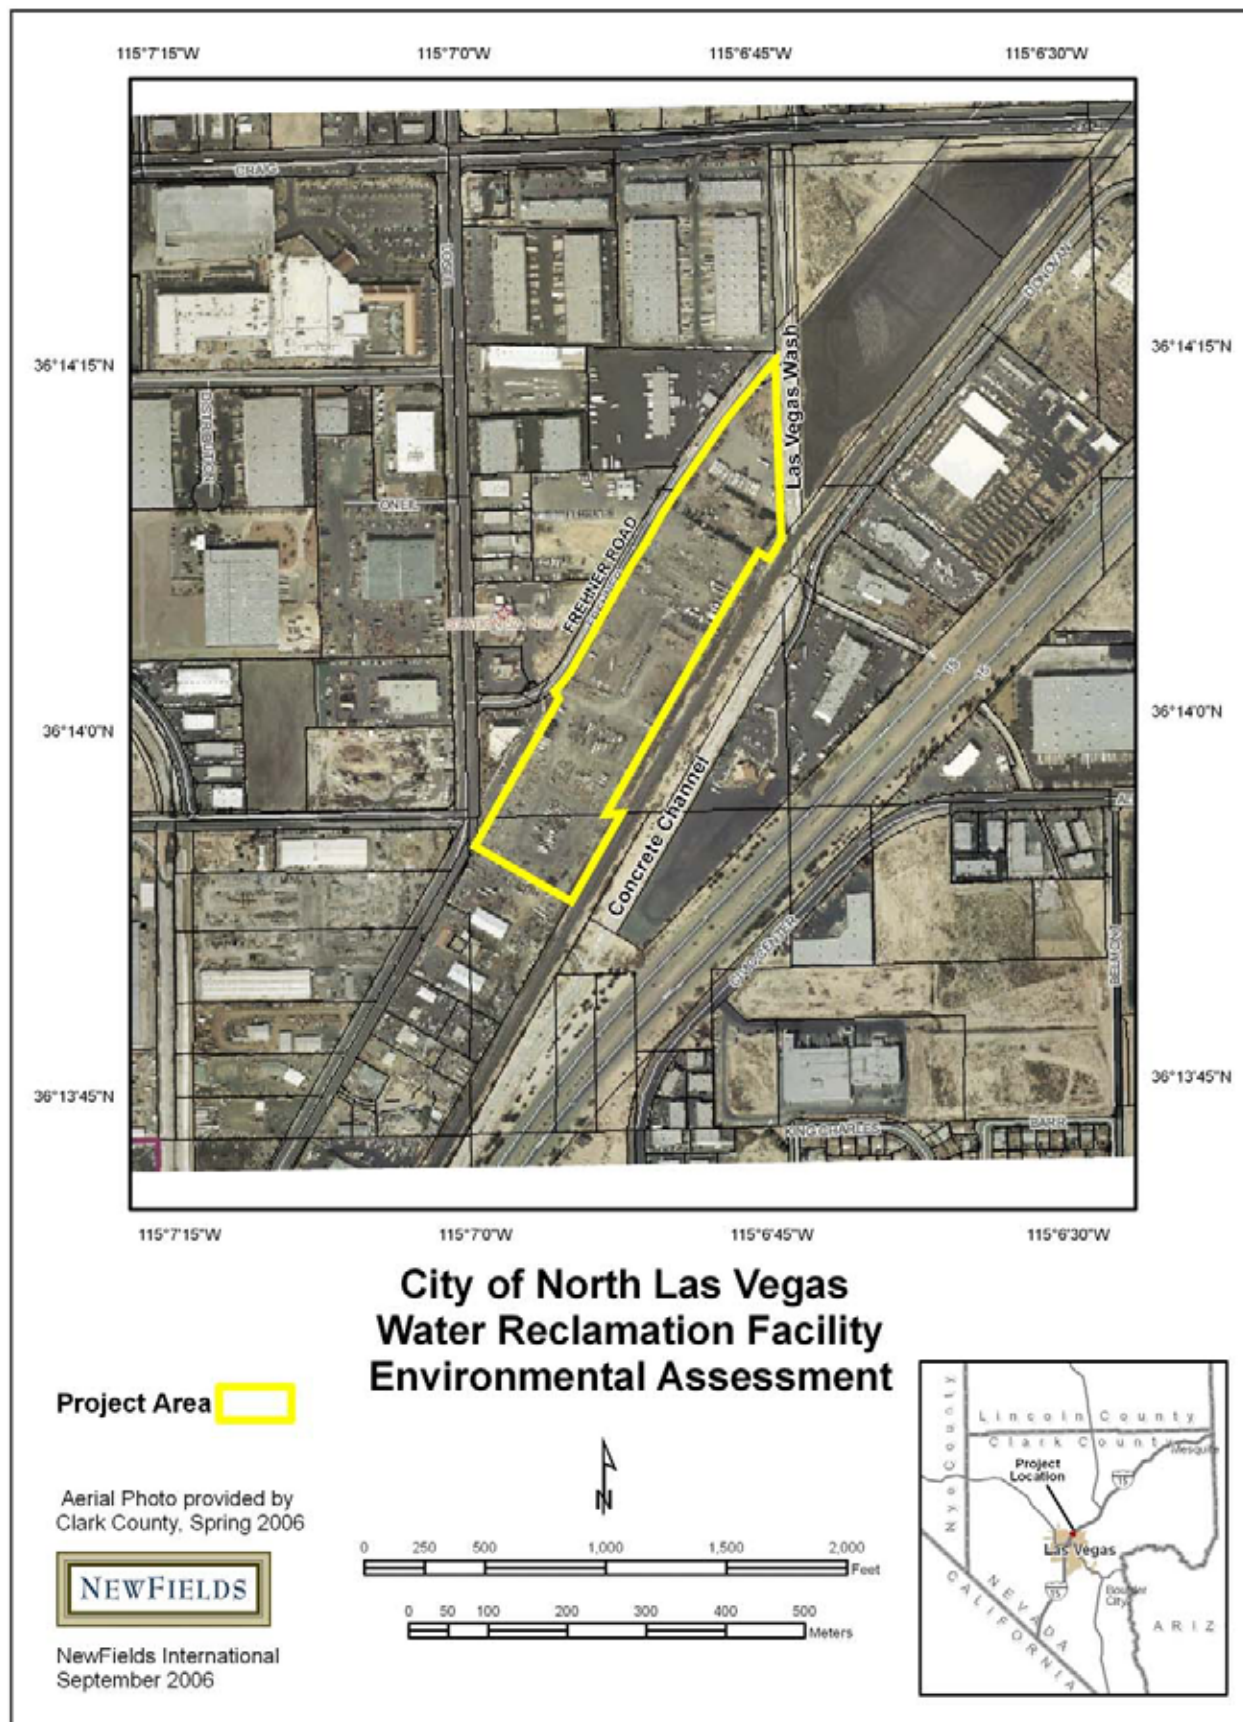 115°7'15"W 115°7'0"W 115°6'45"W 115°6'30"W
CRAIG
LOSEE
DONOVAN
Las Vegas Wash
36°14'15"N 36°14'15"N
DISTRIBUTION
ONEIL
FREHNER ROAD
15
15
36°14'0"N 36°14'0"N
Concrete Channel
CIVIC CENTER
BELMONT
36°13'45"N 36°13'45"N
KING CHARLES
BARR
115°7'15"W 115°7'0"W 115°6'45"W 115°6'30"W
City of North Las Vegas
Water Reclamation Facility
Environmental Assessment
Project Area
Aerial Photo provided by
Clark County, Spring 2006
NEWFIELDS
NewFields International
September 2006
N
0 250 500 1,000 1,500 2,000
Feet
0 50 100 200 300 400 500
Meters
Nye County
Lincoln County
Clark County
Mesquite
Project
Location
15
Las Vegas
15
Boulder
City
NEVADA
CALIFORNIA
ARIZ